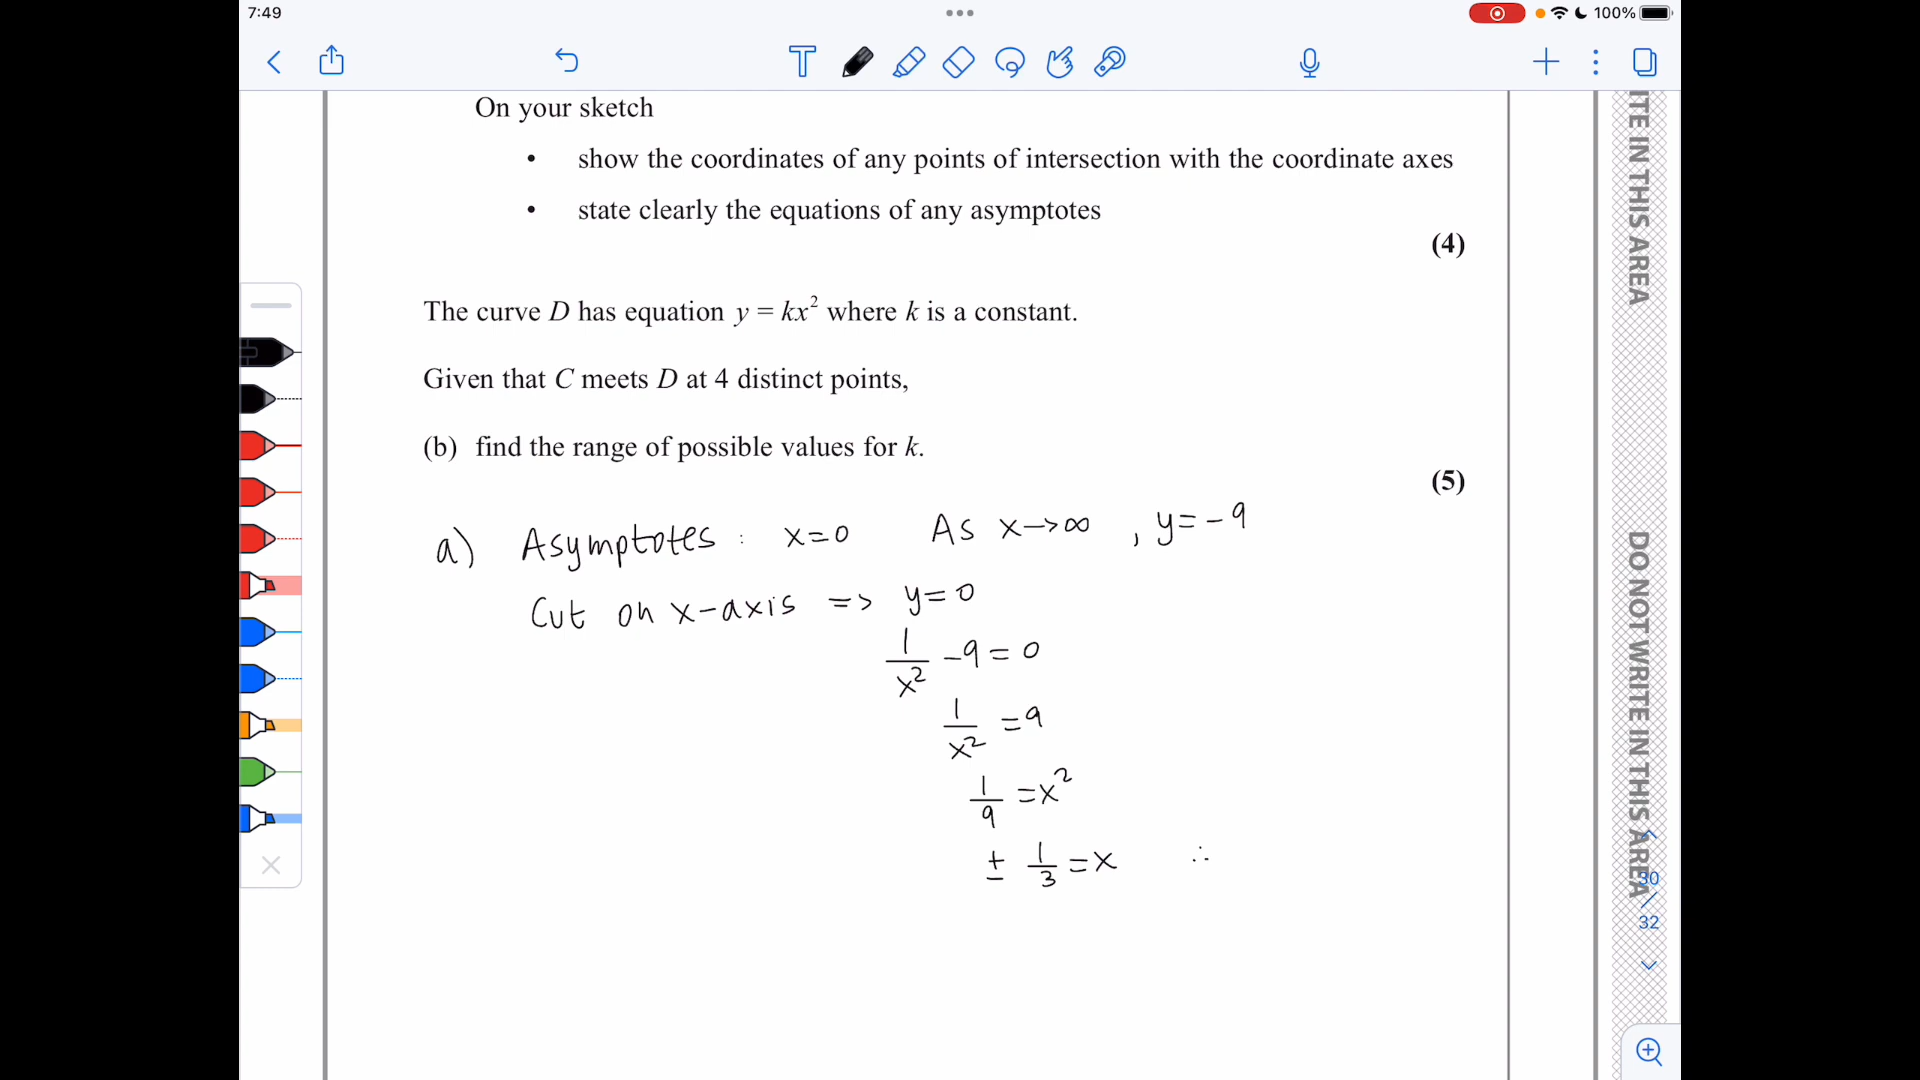 7:49
100%
On your sketch
• show the coordinates of any points of intersection with the coordinate axes
• state clearly the equations of any asymptotes
(4)
The curve D has equation y = kx² where k is a constant.
Given that C meets D at 4 distinct points,
(b) find the range of possible values for k.
(5)
a) Asymptotes : x=0 As x→∞ , y=-9
Cut on x-axis => y=0
1/x² -9 = 0
1/x² = 9
1/9 = x²
± 1/3 = x ∴
ITE IN THIS AREA
DO NOT WRITE IN THIS AREA
30
/
32